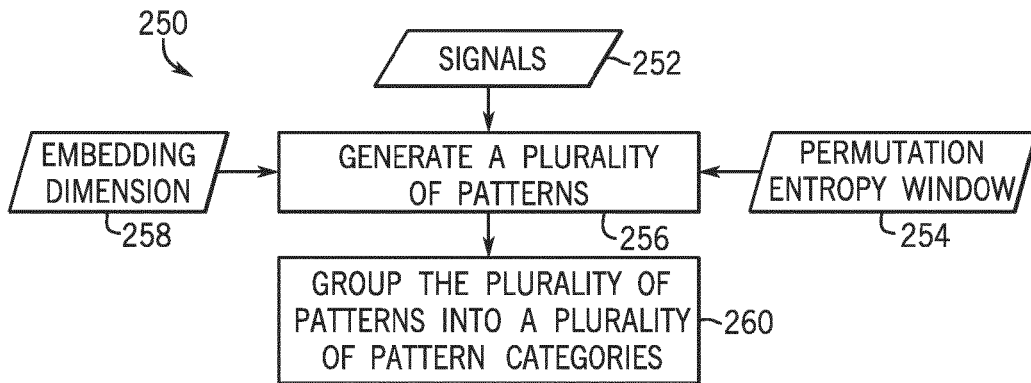 250
SIGNALS
252
EMBEDDING
DIMENSION
258
GENERATE A PLURALITY
OF PATTERNS
256
PERMUTATION
ENTROPY WINDOW
254
GROUP THE PLURALITY OF
PATTERNS INTO A PLURALITY
OF PATTERN CATEGORIES
260